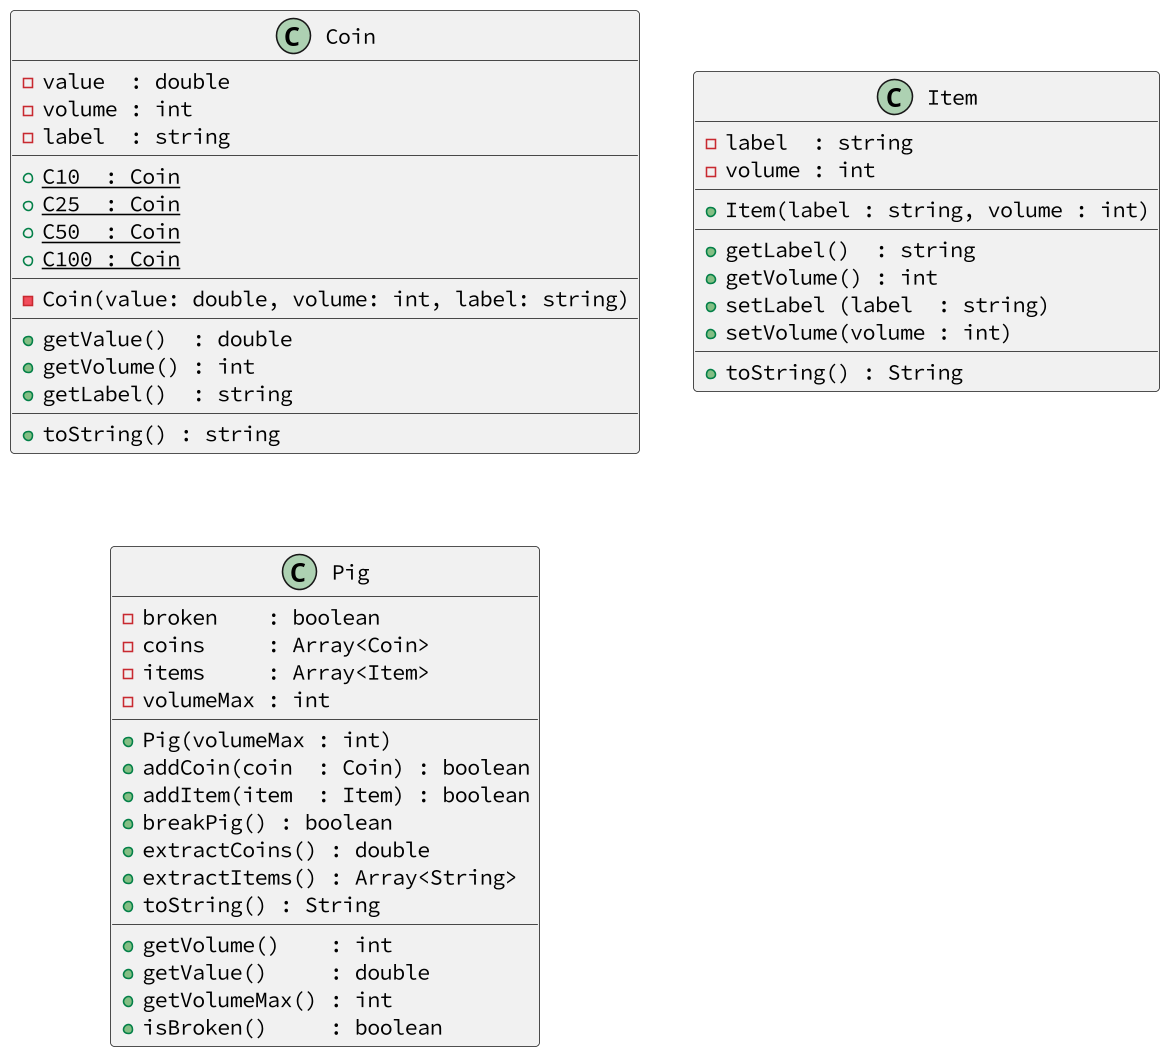 C Coin
value  : double
volume : int
label  : string
C10  : Coin
C25  : Coin
C50  : Coin
C100 : Coin
Coin(value: double, volume: int, label: string)
getValue()  : double
getVolume() : int
getLabel()  : string
toString() : string
C Item
label  : string
volume : int
Item(label : string, volume : int)
getLabel()  : string
getVolume() : int
setLabel (label  : string)
setVolume(volume : int)
toString() : String
C Pig
broken    : boolean
coins     : Array<Coin>
items     : Array<Item>
volumeMax : int
Pig(volumeMax : int)
addCoin(coin  : Coin) : boolean
addItem(item  : Item) : boolean
breakPig() : boolean
extractCoins() : double
extractItems() : Array<String>
toString() : String
getVolume()    : int
getValue()     : double
getVolumeMax() : int
isBroken()     : boolean